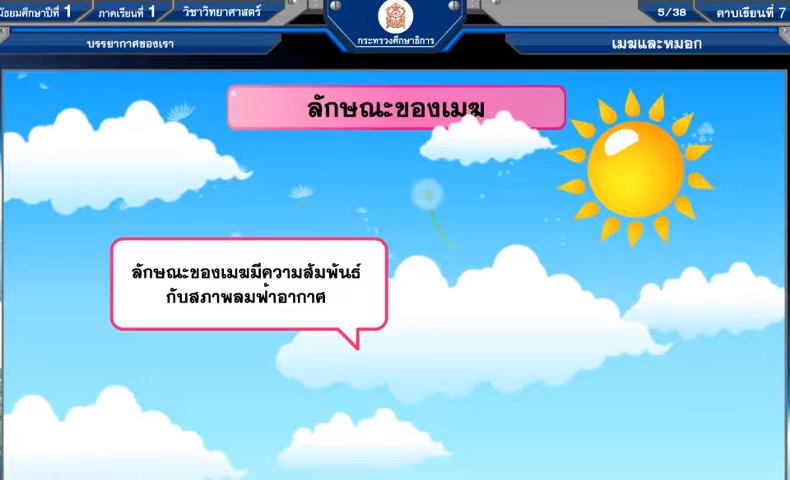 มัธยมศึกษาปีที่ 1 ภาคเรียนที่ 1 วิชาวิทยาศาสตร์ 5/38 คาบเรียนที่ 7
บรรยากาศของเรา กระทรวงศึกษาธิการ เมฆและหมอก
ลักษณะของเมฆ
ลักษณะของเมฆมีความสัมพันธ์
กับสภาพลมฟ้าอากาศ